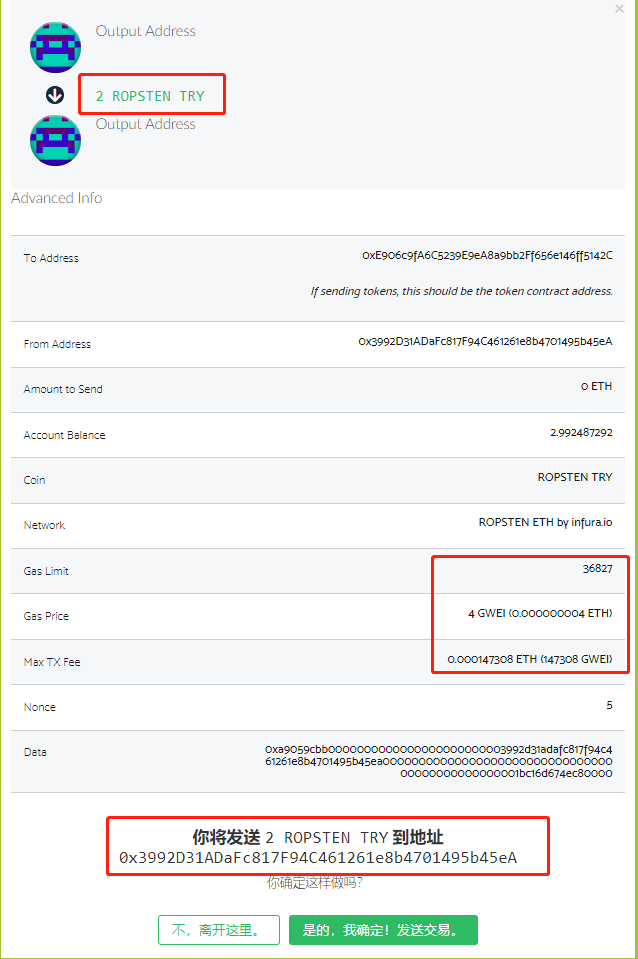 ×
Output Address
2 ROPSTEN TRY
Output Address
Advanced Info
To Address
0xE906c9fA6C5239E9eA8a9bb2Ff656e146ff5142C
If sending tokens, this should be the token contract address.
From Address
0x3992D31ADaFc817F94C461261e8b4701495b45eA
Amount to Send
0 ETH
Account Balance
2.992487292
Coin
ROPSTEN TRY
Network
ROPSTEN ETH by infura.io
Gas Limit
36827
Gas Price
4 GWEI (0.000000004 ETH)
Max TX Fee
0.000147308 ETH (147308 GWEI)
Nonce
5
Data
0xa9059cbb0000000000000000000000003992d31adafc817f94c4
61261e8b4701495b45ea00000000000000000000000000000000
0000000000000001bc16d674ec80000
你将发送 2 ROPSTEN TRY 到地址
0x3992D31ADaFc817F94C461261e8b4701495b45eA
你确定这样做吗?
不，离开这里。
是的，我确定！发送交易。